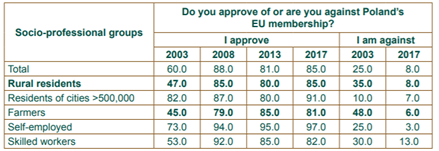 Socio-professional groups
Do you approve of or are you against Poland's
EU membership?
I approve
I am against
2003 2008 2013 2017 2003 2017
Total 60.0 88.0 81.0 85.0 25.0 8.0
Rural residents 47.0 85.0 80.0 85.0 35.0 8.0
Residents of cities >500,000 82.0 87.0 80.0 91.0 10.0 7.0
Farmers 45.0 79.0 85.0 81.0 48.0 6.0
Self-employed 73.0 94.0 95.0 97.0 25.0 3.0
Skilled workers 53.0 92.0 85.0 82.0 30.0 13.0